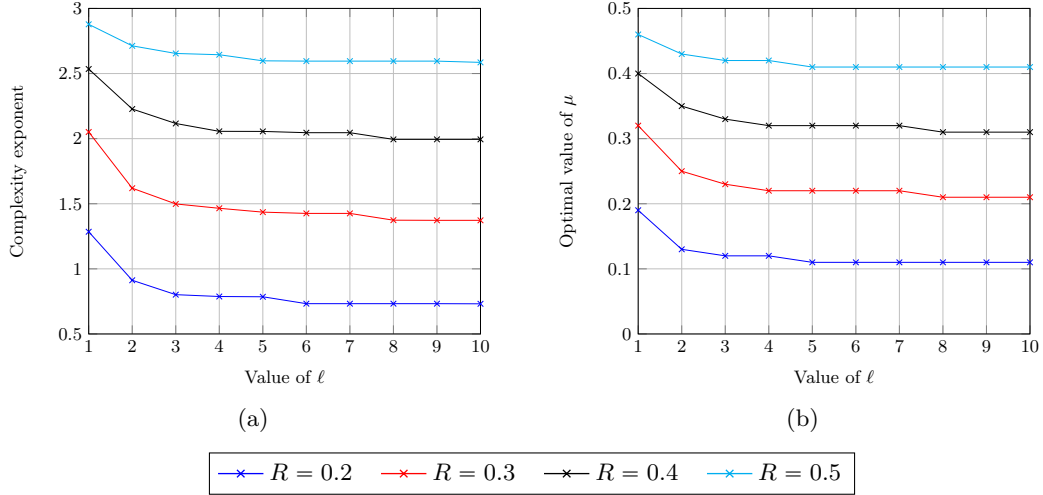 3
2.5
2
1.5
1
0.5
1 2 3 4 5 6 7 8 9 10
Complexity exponent
Value of ℓ
(a)
0.5
0.4
0.3
0.2
0.1
0
1 2 3 4 5 6 7 8 9 10
Optimal value of μ
Value of ℓ
(b)
R = 0.2 R = 0.3 R = 0.4 R = 0.5